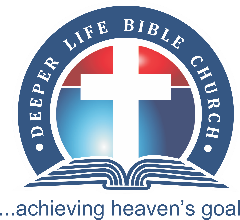 DEEPER LIFE BIBLE CHURCH
...achieving heaven's goal